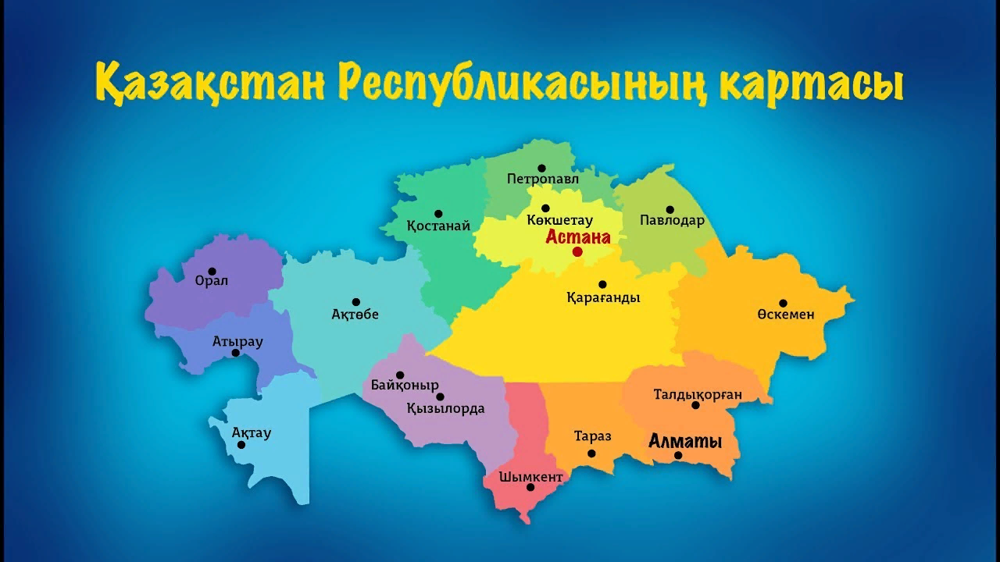 Қазақстан Республикасының картасы
Петропавл
Қостанай
Көкшетау
Павлодар
Астана
Орал
Қарағанды
Ақтөбе
Өскемен
Атырау
Байқоныр
Қызылорда
Талдықорған
Ақтау
Тараз
Алматы
Шымкент